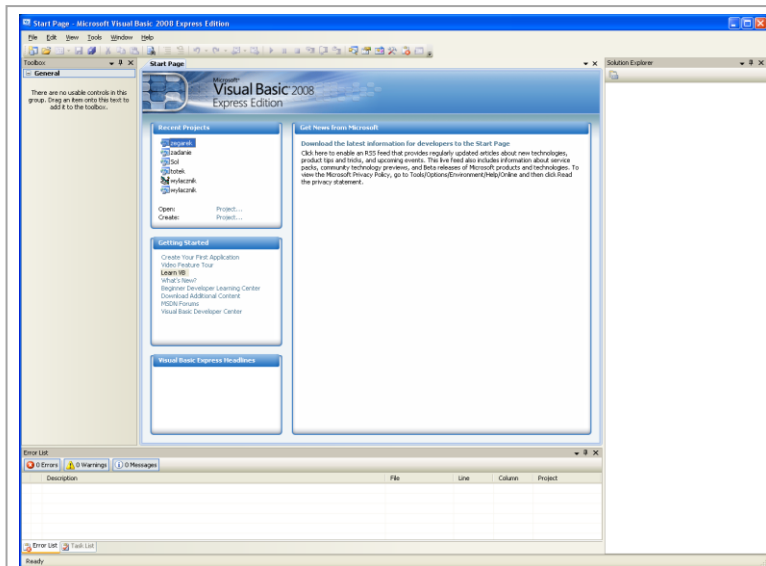 Start Page - Microsoft Visual Basic 2008 Express Edition
File Edit View Tools Window Help
Toolbox
General
There are no usable controls in this
group. Drag an item onto this text to
add it to the toolbox.
Start Page
Microsoft
Visual Basic 2008
Express Edition
Recent Projects
zegarek
zadanie
Sol
totek
wylacznik
wylacznik
Open: Project...
Create: Project...
Getting Started
Create Your First Application
Video Feature Tour
Learn VB
What's New?
Beginner Developer Learning Center
Download Additional Content
MSDN Forums
Visual Basic Developer Center
Visual Basic Express Headlines
Get News from Microsoft
Download the latest information for developers to the Start Page
Click here to enable an RSS feed that provides regularly updated articles about new technologies,
product tips and tricks, and upcoming events. This live feed also includes information about service
packs, community technology previews, and Beta releases of Microsoft products and technologies. To
view the Microsoft Privacy Policy, go to Tools/Options/Environment/Help/Online and then click Read
the privacy statement.
Solution Explorer
Error List
0 Errors 0 Warnings 0 Messages
Description File Line Column Project
Error List Task List
Ready